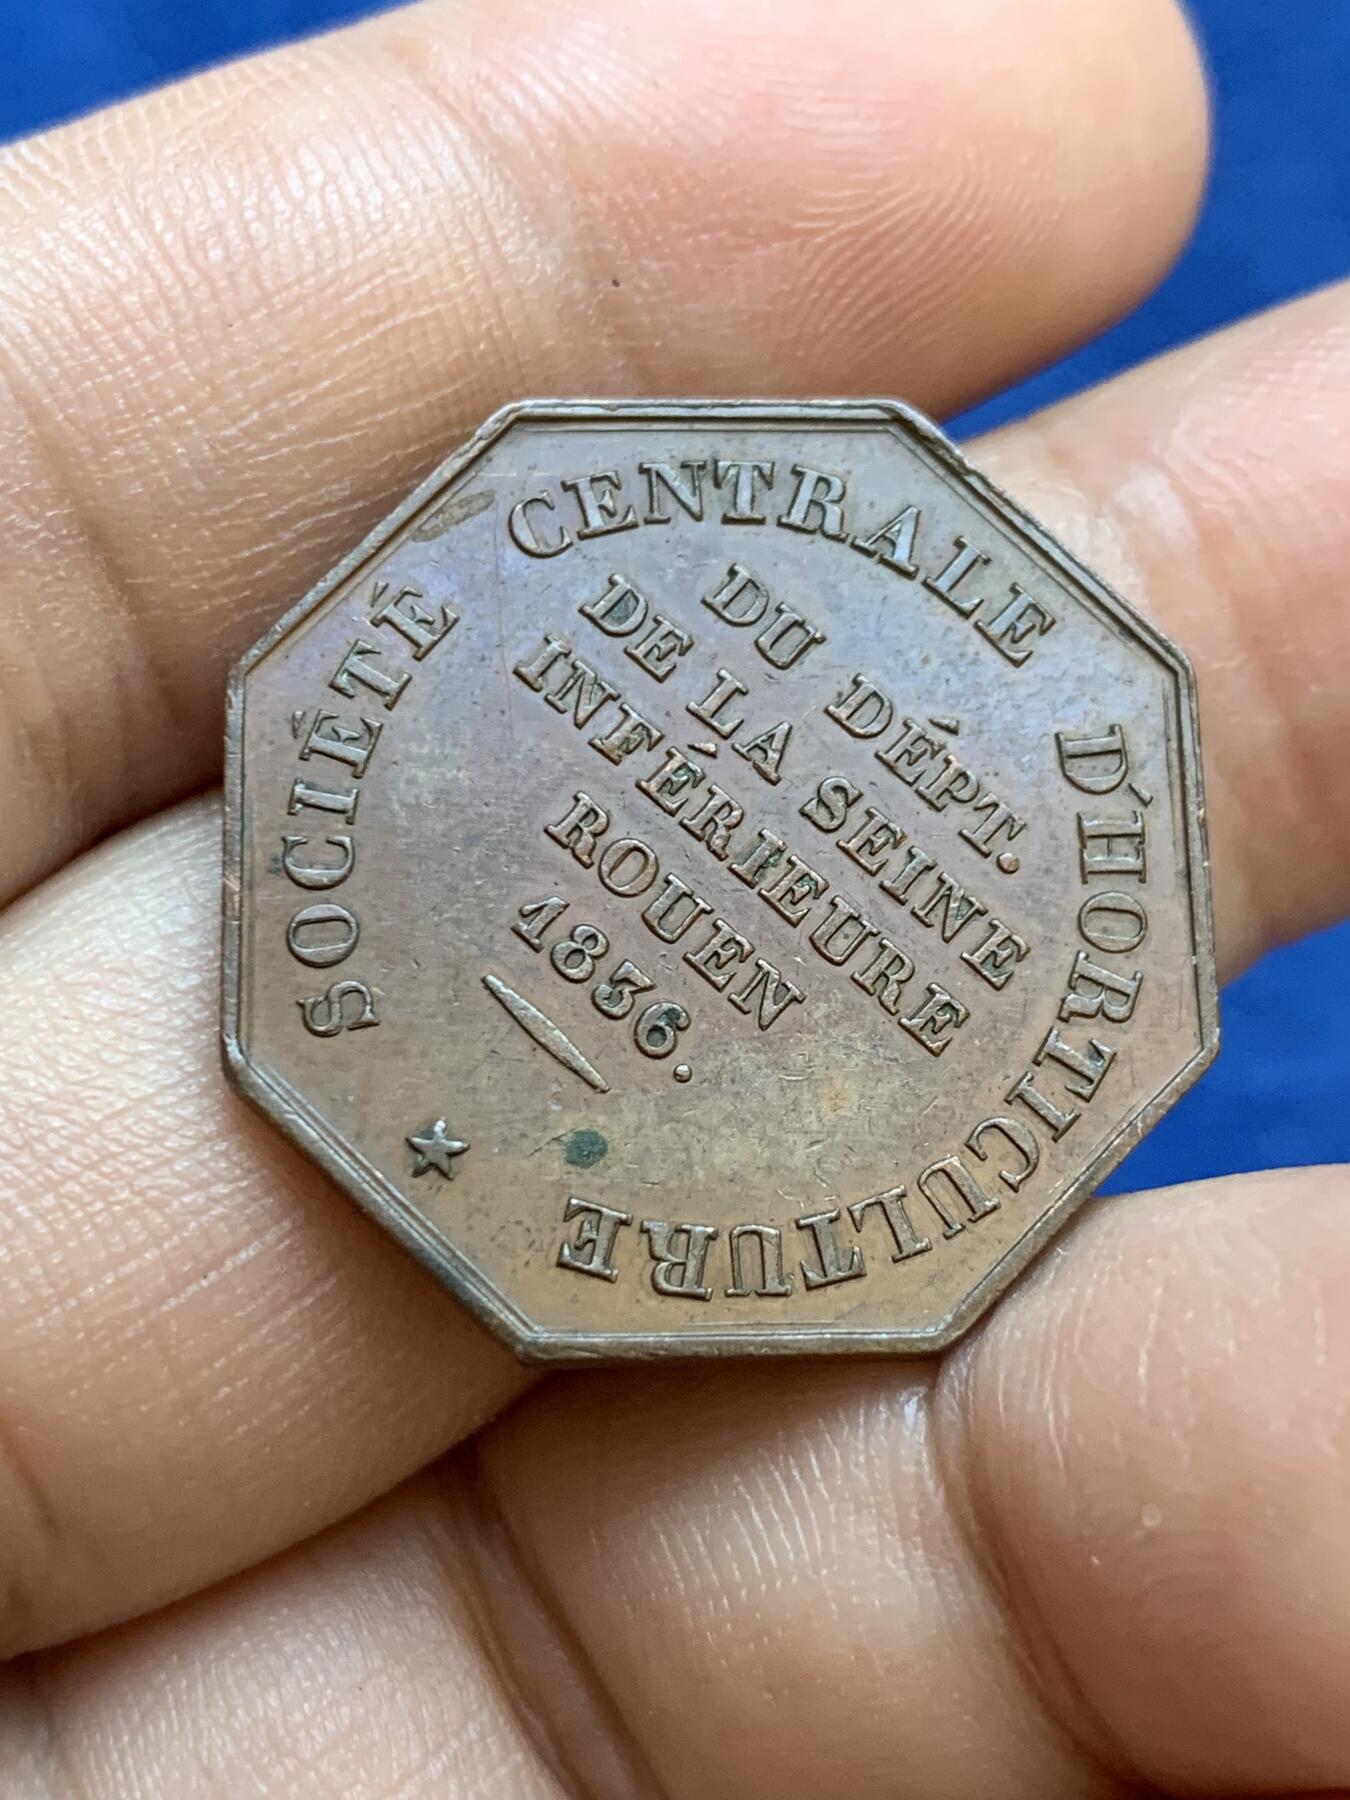 SOCIÉTÉ CENTRALE D'HORTICULTURE
DU DÉPT.
DE LA SEINE
INFÉRIEURE
ROUEN
1836.